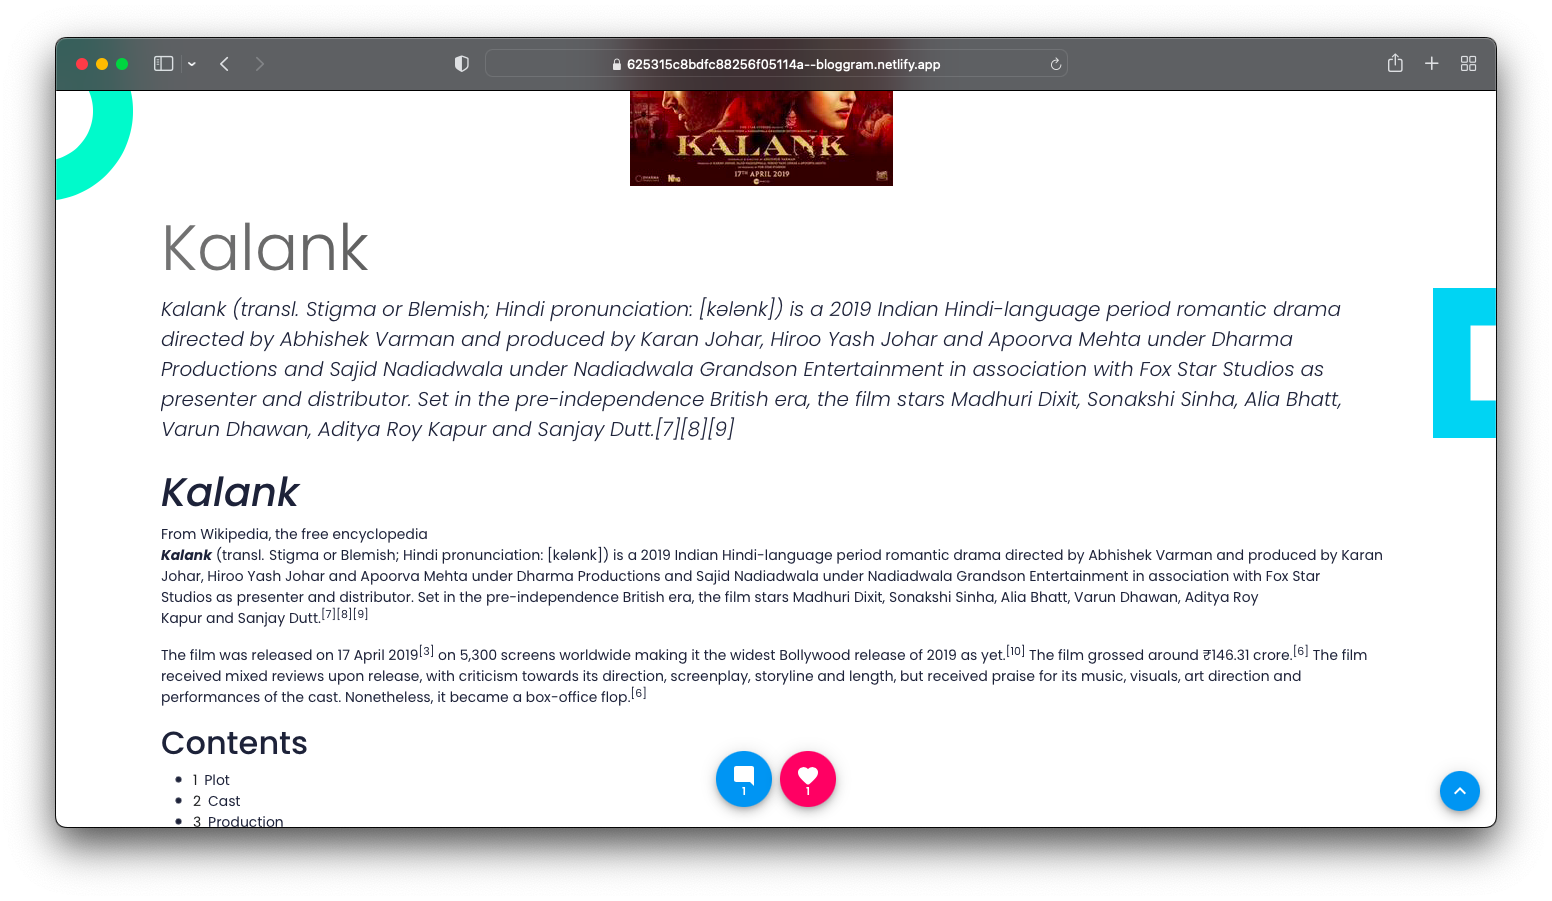 625315c8bdfc88256f05114a--bloggram.netlify.app
KALANK
17TH APRIL 2019
Kalank
Kalank (transl. Stigma or Blemish; Hindi pronunciation: [kələnk]) is a 2019 Indian Hindi-language period romantic drama
directed by Abhishek Varman and produced by Karan Johar, Hiroo Yash Johar and Apoorva Mehta under Dharma
Productions and Sajid Nadiadwala under Nadiadwala Grandson Entertainment in association with Fox Star Studios as
presenter and distributor. Set in the pre-independence British era, the film stars Madhuri Dixit, Sonakshi Sinha, Alia Bhatt,
Varun Dhawan, Aditya Roy Kapur and Sanjay Dutt.[7][8][9]
Kalank
From Wikipedia, the free encyclopedia
Kalank (transl. Stigma or Blemish; Hindi pronunciation: [kələnk]) is a 2019 Indian Hindi-language period romantic drama directed by Abhishek Varman and produced by Karan
Johar, Hiroo Yash Johar and Apoorva Mehta under Dharma Productions and Sajid Nadiadwala under Nadiadwala Grandson Entertainment in association with Fox Star
Studios as presenter and distributor. Set in the pre-independence British era, the film stars Madhuri Dixit, Sonakshi Sinha, Alia Bhatt, Varun Dhawan, Aditya Roy
Kapur and Sanjay Dutt.[7][8][9]
The film was released on 17 April 2019[3] on 5,300 screens worldwide making it the widest Bollywood release of 2019 as yet.[10] The film grossed around ₹146.31 crore.[6] The film
received mixed reviews upon release, with criticism towards its direction, screenplay, storyline and length, but received praise for its music, visuals, art direction and
performances of the cast. Nonetheless, it became a box-office flop.[6]
Contents
1 Plot
2 Cast
3 Production
1
1